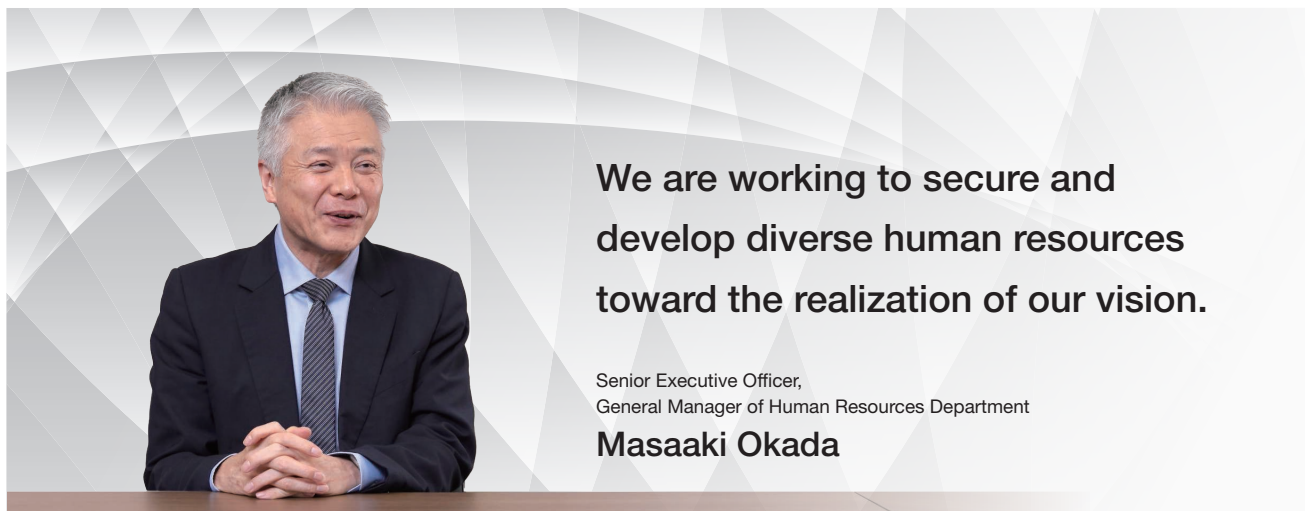 We are working to secure and
develop diverse human resources
toward the realization of our vision.
Senior Executive Officer,
General Manager of Human Resources Department
Masaaki Okada